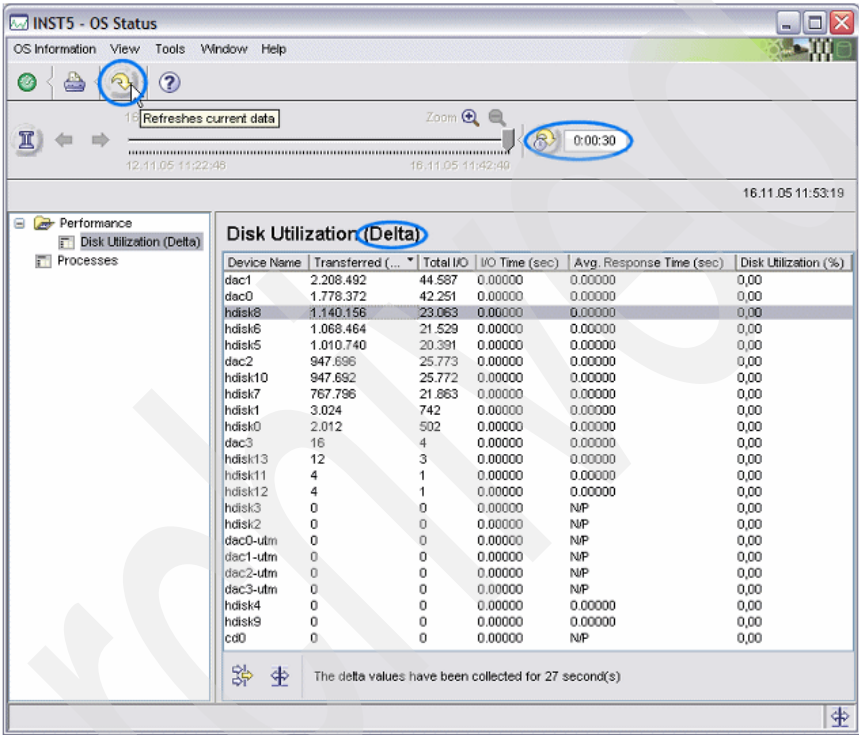 INST5 - OS Status
OS Information View Tools Window Help
Refreshes current data
Zoom
0:00:30
12.11.05 11:22:46 16.11.05 11:42:49
16.11.05 11:53:19
Performance
Disk Utilization (Delta)
Processes
Disk Utilization (Delta)
Device Name Transferred (... Total I/O I/O Time (sec) Avg. Response Time (sec) Disk Utilization (%)
dac1 2.208.492 44.587 0.00000 0.00000 0,00
dac0 1.778.372 42.251 0.00000 0.00000 0,00
hdisk8 1.140.156 23.063 0.00000 0.00000 0,00
hdisk6 1.068.464 21.529 0.00000 0.00000 0,00
hdisk5 1.010.740 20.391 0.00000 0.00000 0,00
dac2 947.696 25.773 0.00000 0.00000 0,00
hdisk10 947.692 25.772 0.00000 0.00000 0,00
hdisk7 767.796 21.863 0.00000 0.00000 0,00
hdisk1 3.024 742 0.00000 0.00000 0,00
hdisk0 2.012 502 0.00000 0.00000 0,00
dac3 16 4 0.00000 0.00000 0,00
hdisk13 12 3 0.00000 0.00000 0,00
hdisk11 4 1 0.00000 0.00000 0,00
hdisk12 4 1 0.00000 0.00000 0,00
hdisk3 0 0 0.00000 N/P 0,00
hdisk2 0 0 0.00000 N/P 0,00
dac0-utm 0 0 0.00000 N/P 0,00
dac1-utm 0 0 0.00000 N/P 0,00
dac2-utm 0 0 0.00000 N/P 0,00
dac3-utm 0 0 0.00000 N/P 0,00
hdisk4 0 0 0.00000 0.00000 0,00
hdisk9 0 0 0.00000 0.00000 0,00
cd0 0 0 0.00000 N/P 0,00
The delta values have been collected for 27 second(s)